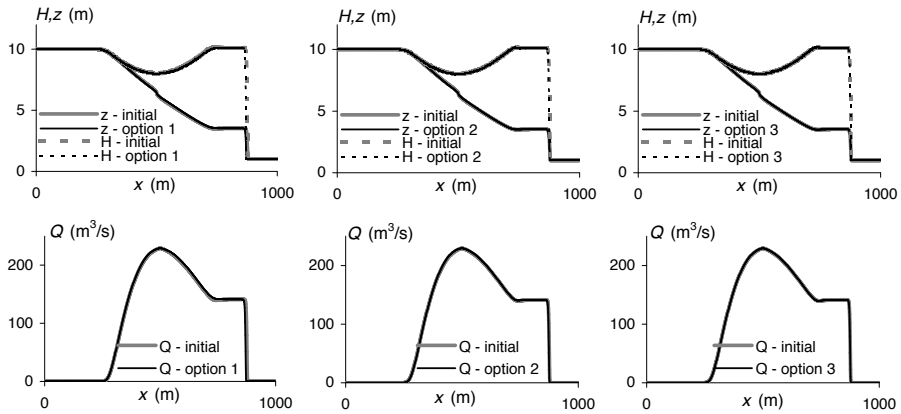 H,z (m)
10
5
0
z - initial
z - option 1
H - initial
H - option 1
0
x (m)
1000
H,z (m)
10
5
0
z - initial
z - option 2
H - initial
H - option 2
0
x (m)
1000
H,z (m)
10
5
0
z - initial
z - option 3
H - initial
H - option 3
0
x (m)
1000
Q (m³/s)
200
100
0
Q - initial
Q - option 1
0
x (m)
1000
Q (m³/s)
200
100
0
Q - initial
Q - option 2
0
x (m)
1000
Q (m³/s)
200
100
0
Q - initial
Q - option 3
0
x (m)
1000